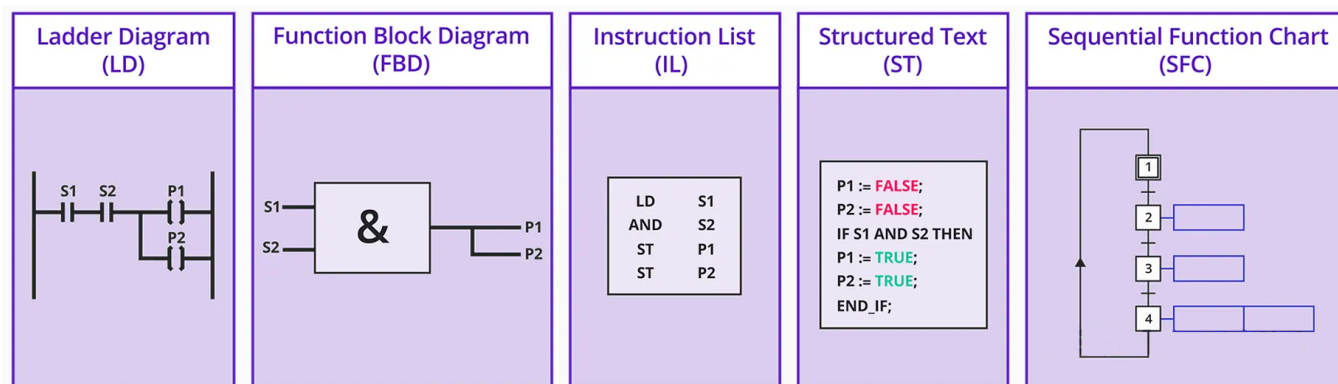 Ladder Diagram
(LD)
S1 S2 P1
P2
Function Block Diagram
(FBD)
S1
S2
&
P1
P2
Instruction List
(IL)
LD S1
AND S2
ST P1
ST P2
Structured Text
(ST)
P1 := FALSE;
P2 := FALSE;
IF S1 AND S2 THEN
P1 := TRUE;
P2 := TRUE;
END_IF;
Sequential Function Chart
(SFC)
1
2
3
4